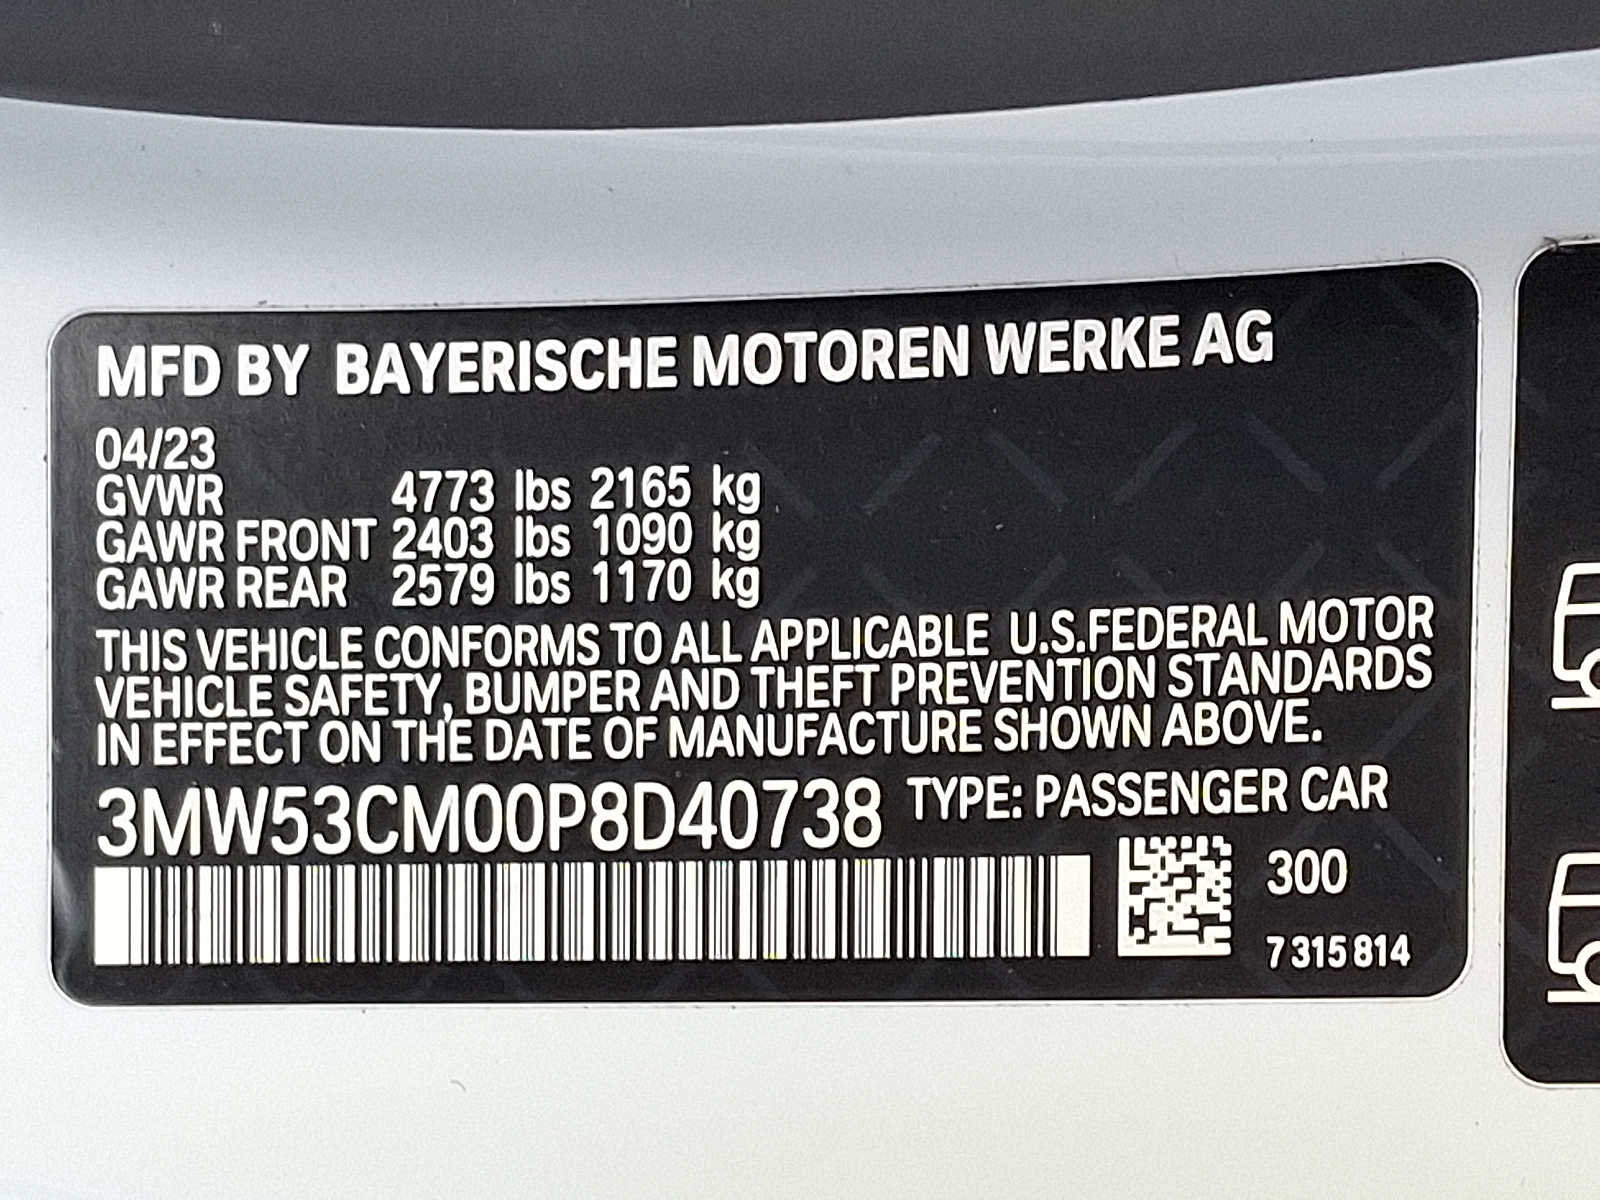 MFD BY BAYERISCHE MOTOREN WERKE AG
04/23
GVWR 4773 lbs 2165 kg
GAWR FRONT 2403 lbs 1090 kg
GAWR REAR 2579 lbs 1170 kg
THIS VEHICLE CONFORMS TO ALL APPLICABLE U.S.FEDERAL MOTOR
VEHICLE SAFETY, BUMPER AND THEFT PREVENTION STANDARDS
IN EFFECT ON THE DATE OF MANUFACTURE SHOWN ABOVE.
3MW53CM00P8D40738 TYPE: PASSENGER CAR
300
7 315 814